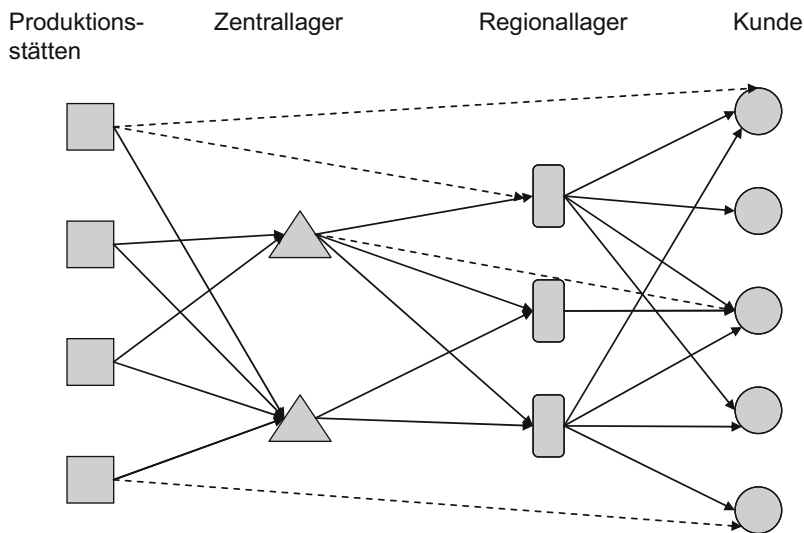 Produktions-
stätten
Zentrallager
Regionallager
Kunde